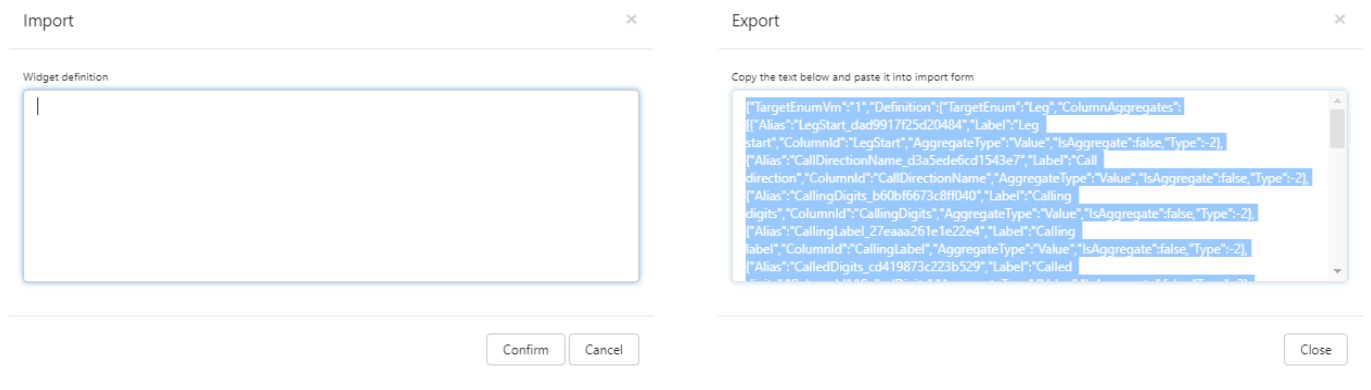 Import
×
Widget definition
Confirm
Cancel
Export
×
Copy the text below and paste it into import form
{"TargetEnumVm":"1","Definition":{"TargetEnum":"Leg","ColumnAggregates":
[{"Alias":"LegStart_dad9917f25d20484","Label":"Leg
start","ColumnId":"LegStart","AggregateType":"Value","IsAggregate":false,"Type":-2},
{"Alias":"CallDirectionName_d3a5ede6cd1543e7","Label":"Call
direction","ColumnId":"CallDirectionName","AggregateType":"Value","IsAggregate":false,"Type":-2},
{"Alias":"CallingDigits_b60bf6673c8ff040","Label":"Calling
digits","ColumnId":"CallingDigits","AggregateType":"Value","IsAggregate":false,"Type":-2},
{"Alias":"CallingLabel_27eaaa261e1e22e4","Label":"Calling
label","ColumnId":"CallingLabel","AggregateType":"Value","IsAggregate":false,"Type":-2},
{"Alias":"CalledDigits_cd419873c223b529","Label":"Called
Close